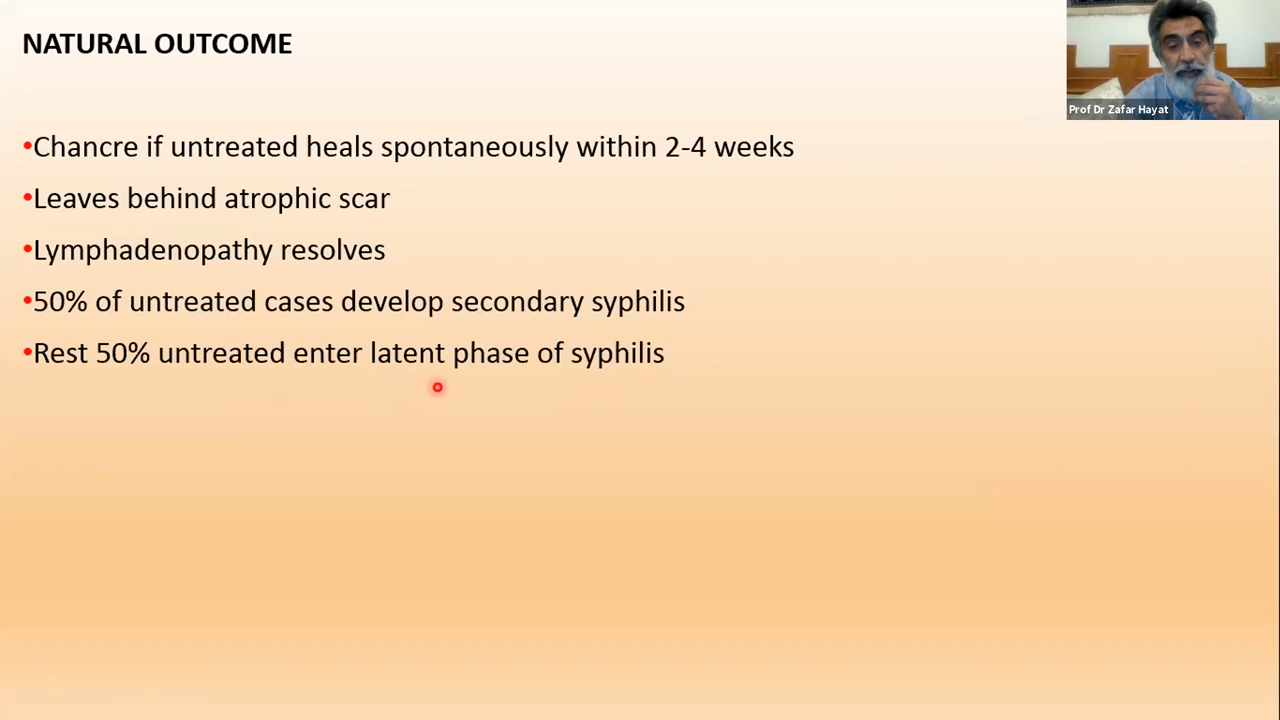 NATURAL OUTCOME
Prof Dr Zafar Hayat
•Chancre if untreated heals spontaneously within 2-4 weeks
•Leaves behind atrophic scar
•Lymphadenopathy resolves
•50% of untreated cases develop secondary syphilis
•Rest 50% untreated enter latent phase of syphilis